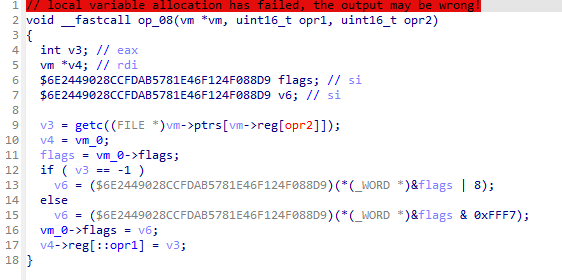 1 // local variable allocation has failed, the output may be wrong!
2 void __fastcall op_08(vm *vm, uint16_t opr1, uint16_t opr2)
3 {
4   int v3; // eax
5   vm *v4; // rdi
6   $6E2449028CCFDAB5781E46F124F088D9 flags; // si
7   $6E2449028CCFDAB5781E46F124F088D9 v6; // si
8
9   v3 = getc((FILE *)vm->ptrs[vm->reg[opr2]]);
10   v4 = vm_0;
11   flags = vm_0->flags;
12   if ( v3 == -1 )
13     v6 = ($6E2449028CCFDAB5781E46F124F088D9)(*(_WORD *)&flags | 8);
14   else
15     v6 = ($6E2449028CCFDAB5781E46F124F088D9)(*(_WORD *)&flags & 0xFFF7);
16   vm_0->flags = v6;
17   v4->reg[::opr1] = v3;
18 }